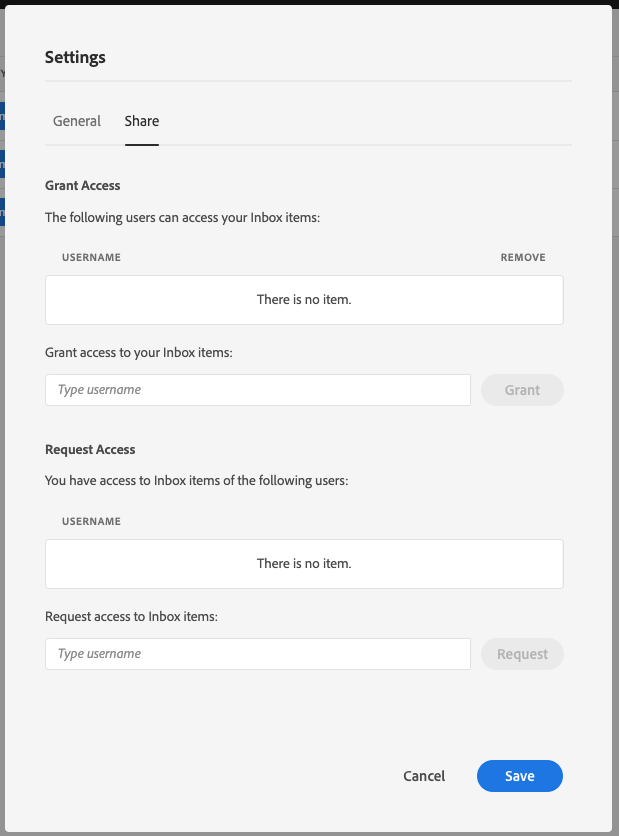 Settings
General Share
Grant Access
The following users can access your Inbox items:
USERNAME REMOVE
There is no item.
Grant access to your Inbox items:
Type username Grant
Request Access
You have access to Inbox items of the following users:
USERNAME
There is no item.
Request access to Inbox items:
Type username Request
Cancel Save